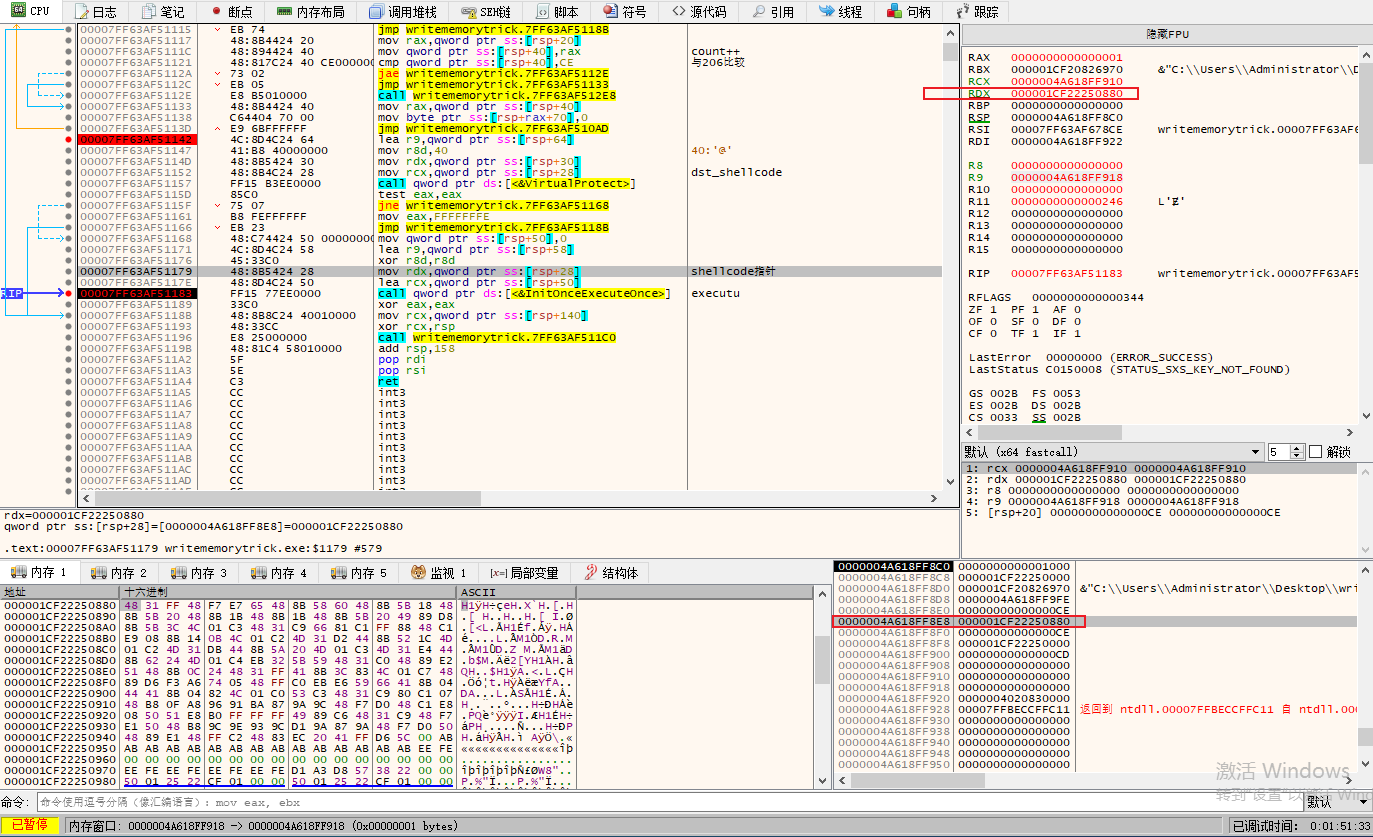 CPU 日志 笔记 断点 内存布局 调用堆栈 SEH链 脚本 符号 源代码 引用 线程 句柄 跟踪
00007FF63AF51115 EB 74 jmp writememorytrick.7FF63AF5118B
00007FF63AF51117 48:8B4424 20 mov rax,qword ptr ss:[rsp+20]
00007FF63AF5111C 48:894424 40 mov qword ptr ss:[rsp+40],rax count++
00007FF63AF51121 48:817C24 40 CE00000 cmp qword ptr ss:[rsp+40],CE 与206比较
00007FF63AF5112A 73 02 jae writememorytrick.7FF63AF5112E
00007FF63AF5112C EB 05 jmp writememorytrick.7FF63AF51133
00007FF63AF5112E E8 B5010000 call writememorytrick.7FF63AF512E8
00007FF63AF51133 48:8B4424 40 mov rax,qword ptr ss:[rsp+40]
00007FF63AF51138 C64404 70 00 mov byte ptr ss:[rsp+rax+70],0
00007FF63AF5113D E9 6BFFFFFF jmp writememorytrick.7FF63AF510AD
00007FF63AF51142 4C:8D4C24 64 lea r9,qword ptr ss:[rsp+64]
00007FF63AF51147 41:B8 40000000 mov r8d,40 40:'@'
00007FF63AF5114D 48:8B5424 30 mov rdx,qword ptr ss:[rsp+30]
00007FF63AF51152 48:8B4C24 28 mov rcx,qword ptr ss:[rsp+28] dst_shellcode
00007FF63AF51157 FF15 B3EE0000 call qword ptr ds:[<&VirtualProtect>]
00007FF63AF5115D 85C0 test eax,eax
00007FF63AF5115F 75 07 jne writememorytrick.7FF63AF51168
00007FF63AF51161 B8 FEFFFFFF mov eax,FFFFFFFE
00007FF63AF51166 EB 23 jmp writememorytrick.7FF63AF5118B
00007FF63AF51168 48:C74424 50 0000000 mov qword ptr ss:[rsp+50],0
00007FF63AF51171 4C:8D4C24 58 lea r9,qword ptr ss:[rsp+58]
00007FF63AF51176 45:33C0 xor r8d,r8d
00007FF63AF51179 48:8B5424 28 mov rdx,qword ptr ss:[rsp+28] shellcode指针
00007FF63AF5117E 48:8D4C24 50 lea rcx,qword ptr ss:[rsp+50]
RIP 00007FF63AF51183 FF15 77EE0000 call qword ptr ds:[<&InitOnceExecuteOnce>] executu
00007FF63AF51189 33C0 xor eax,eax
00007FF63AF5118B 48:8B8C24 40010000 mov rcx,qword ptr ss:[rsp+140]
00007FF63AF51193 48:33CC xor rcx,rsp
00007FF63AF51196 E8 25000000 call writememorytrick.7FF63AF511C0
00007FF63AF5119B 48:81C4 58010000 add rsp,158
00007FF63AF511A2 5F pop rdi
00007FF63AF511A3 5E pop rsi
00007FF63AF511A4 C3 ret
00007FF63AF511A5 CC int3
00007FF63AF511A6 CC int3
00007FF63AF511A7 CC int3
00007FF63AF511A8 CC int3
00007FF63AF511A9 CC int3
00007FF63AF511AA CC int3
00007FF63AF511AB CC int3
00007FF63AF511AC CC int3
00007FF63AF511AD CC int3
隐藏FPU
RAX 0000000000000001
RBX 000001CF20826970 &"C:\\Users\\Administrator\\D
RCX 0000004A618FF910
RDX 000001CF22250880
RBP 0000000000000000
RSP 0000004A618FF8C0
RSI 00007FF63AF678CE writememorytrick.00007FF63AF6
RDI 0000004A618FF922
R8 0000000000000000
R9 0000004A618FF918
R10 0000000000000000
R11 0000000000000246
R12 0000000000000000
R13 0000000000000000
R14 0000000000000000
R15 0000000000000000
RIP 00007FF63AF51183 writememorytrick.00007FF63AF5
RFLAGS 0000000000000344
ZF 1 PF 1 AF 0
OF 0 SF 0 DF 0
CF 0 TF 1 IF 1
LastError 00000000 (ERROR_SUCCESS)
LastStatus C0150008 (STATUS_SXS_KEY_NOT_FOUND)
GS 002B FS 0053
ES 002B DS 002B
CS 0033 SS 002B
默认 (x64 fastcall) 5 解锁
1: rcx 0000004A618FF910 0000004A618FF910
2: rdx 000001CF22250880 000001CF22250880
3: r8 0000000000000000 0000000000000000
4: r9 0000004A618FF918 0000004A618FF918
5: [rsp+20] 00000000000000CE 00000000000000CE
rdx=000001CF22250880
qword ptr ss:[rsp+28]=[0000004A618FF8E8]=000001CF22250880
.text:00007FF63AF51179 writememorytrick.exe:$1179 #579
内存 1 内存 2 内存 3 内存 4 内存 5 监视 1 [x=]局部变量 结构体
地址 十六进制 ASCII
000001CF22250880 48 31 FF 48 F7 E7 65 48 8B 58 60 48 8B 5B 18 48
000001CF22250890 8B 5B 20 48 8B 1B 48 8B 1B 48 8B 5B 20 49 89 D8
000001CF222508A0 8B 5B 3C 4C 01 C3 48 31 C9 66 81 C1 FF 88 48 C1
000001CF222508B0 E9 08 8B 14 0B 4C 01 C2 4D 31 D2 44 8B 52 1C 4D
000001CF222508C0 01 C2 4D 31 DB 44 8B 5A 20 4D 01 C3 4D 31 E4 44
000001CF222508D0 8B 62 24 4D 01 C4 EB 32 5B 59 48 31 C0 48 89 E2
000001CF222508E0 51 48 8B 0C 24 48 31 FF 41 8B 3C 83 4C 01 C7 48
000001CF222508F0 89 D6 F3 A6 74 05 48 FF C0 EB E6 59 66 41 8B 04
000001CF22250900 44 41 8B 04 82 4C 01 C0 53 C3 48 31 C9 80 C1 07
000001CF22250910 48 B8 0F A8 96 91 BA 87 9A 9C 48 F7 D0 48 C1 E8
000001CF22250920 08 50 51 E8 B0 FF FF FF 49 89 C6 48 31 C9 48 F7
000001CF22250930 E1 50 48 B8 9C 9E 93 9C D1 9A 87 9A 48 F7 D0 50
000001CF22250940 48 89 E1 48 FF C2 48 83 EC 20 41 FF D6 5C 00 AB
000001CF22250950 AB AB AB AB AB AB AB AB AB AB AB AB AB AB EE FE
000001CF22250960 00 00 00 00 00 00 00 00 00 00 00 00 00 00 00 00
000001CF22250970 EE FE EE FE EE FE EE FE D1 A3 D8 57 38 22 00 00
000001CF22250980 50 01 25 22 CF 01 00 00 50 01 25 22 CF 01 00 00
0000004A618FF8C0 0000000000001000
0000004A618FF8C8 000001CF22250000
0000004A618FF8D0 000001CF20826970 &"C:\\Users\\Administrator\\Desktop\\wri
0000004A618FF8D8 0000004A618FF9FE
0000004A618FF8E0 00000000000000CE
0000004A618FF8E8 000001CF22250880
0000004A618FF8F0 00000000000000CE
0000004A618FF8F8 000001CF22250000
0000004A618FF900 00000000000000CD
0000004A618FF908 0000000000000000
0000004A618FF910 0000000000000000
0000004A618FF918 0000000000000000
0000004A618FF920 0000000402083000
0000004A618FF928 00007FFBECCFFC11 返回到 ntdll.00007FFBECCFFC11 自 ntdll.00
0000004A618FF930 0000000000000000
0000004A618FF938 0000000000000000
0000004A618FF940 0000000000000000
0000004A618FF948 0000000000000000
0000004A618FF950 0000000000000000
激活 Windows
命令: 命令使用逗号分隔（像汇编语言）: mov eax, ebx 默认
已暂停 内存窗口: 0000004A618FF918 -> 0000004A618FF918 (0x00000001 bytes) 已调试时间: 0:01:51:33